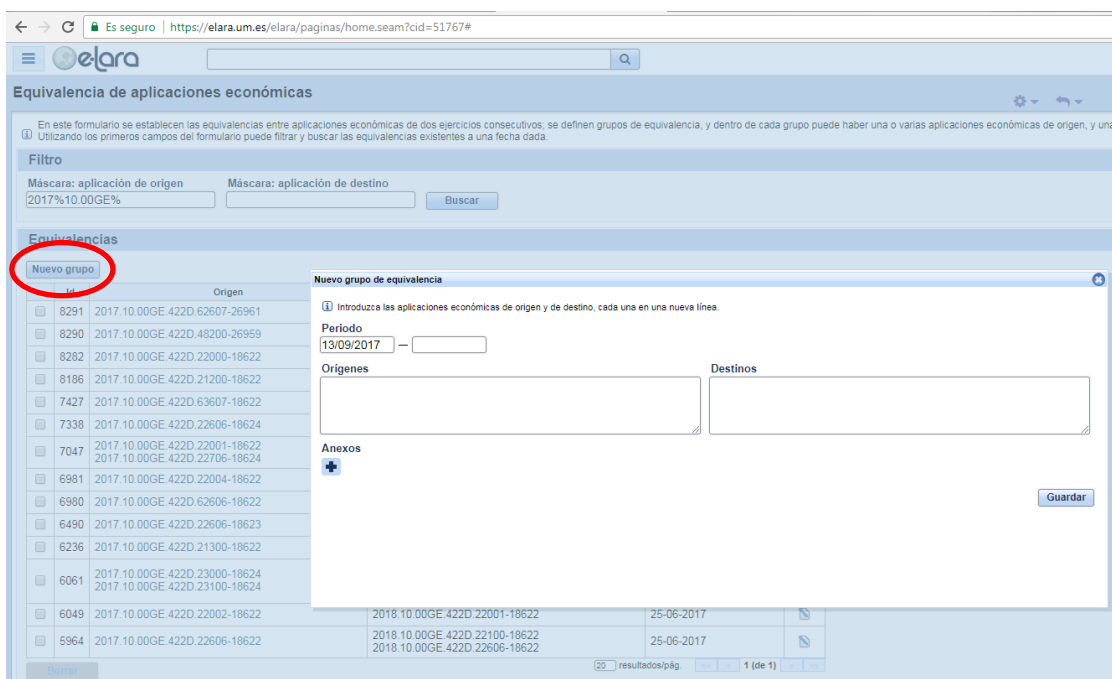 Es seguro | https://elara.um.es/elara/paginas/home.seam?cid=51767#
elara
Equivalencia de aplicaciones económicas
En este formulario se establecen las equivalencias entre aplicaciones económicas de dos ejercicios consecutivos; se definen grupos de equivalencia, y dentro de cada grupo puede haber una o varias aplicaciones económicas de origen, y una
Utilizando los primeros campos del formulario puede filtrar y buscar las equivalencias existentes a una fecha dada.
Filtro
Máscara: aplicación de origen Máscara: aplicación de destino
2017%10.00GE% Buscar
Equivalencias
Nuevo grupo
Id Origen
8291 2017.10.00GE.422D.62607-26961
8290 2017.10.00GE.422D.48200-26959
8282 2017.10.00GE.422D.22000-18622
8186 2017.10.00GE.422D.21200-18622
7427 2017.10.00GE.422D.63607-18622
7338 2017.10.00GE.422D.22606-18624
7047 2017.10.00GE.422D.22001-18622
2017.10.00GE.422D.22706-18624
6981 2017.10.00GE.422D.22004-18622
6980 2017.10.00GE.422D.62606-18622
6490 2017.10.00GE.422D.22606-18623
6236 2017.10.00GE.422D.21300-18622
6061 2017.10.00GE.422D.23000-18624
2017.10.00GE.422D.23100-18624
6049 2017.10.00GE.422D.22002-18622 2018.10.00GE.422D.22001-18622 25-06-2017
5964 2017.10.00GE.422D.22606-18622 2018.10.00GE.422D.22100-18622 25-06-2017
2018.10.00GE.422D.22606-18622
Borrar 20 resultados/pág. << < 1 (de 1) > >>
Nuevo grupo de equivalencia
Introduzca las aplicaciones económicas de origen y de destino, cada una en una nueva línea.
Periodo
13/09/2017 —
Orígenes Destinos
Anexos
Guardar